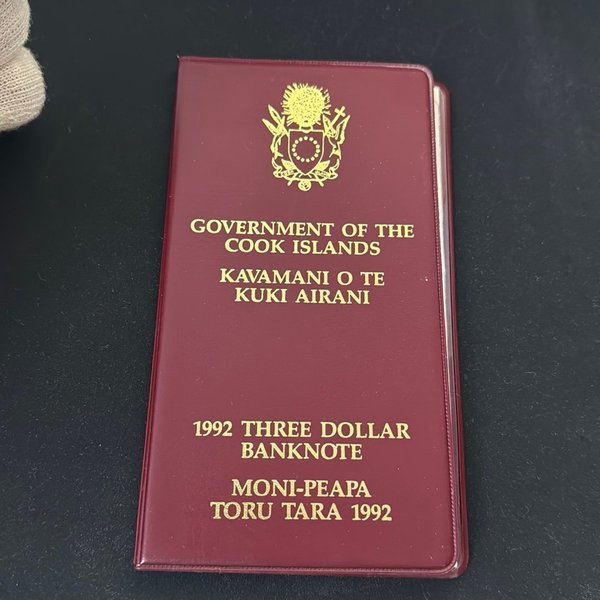 GOVERNMENT OF THE
COOK ISLANDS
KAVAMANI O TE
KUKI AIRANI
1992 THREE DOLLAR
BANKNOTE
MONI-PEAPA
TORU TARA 1992